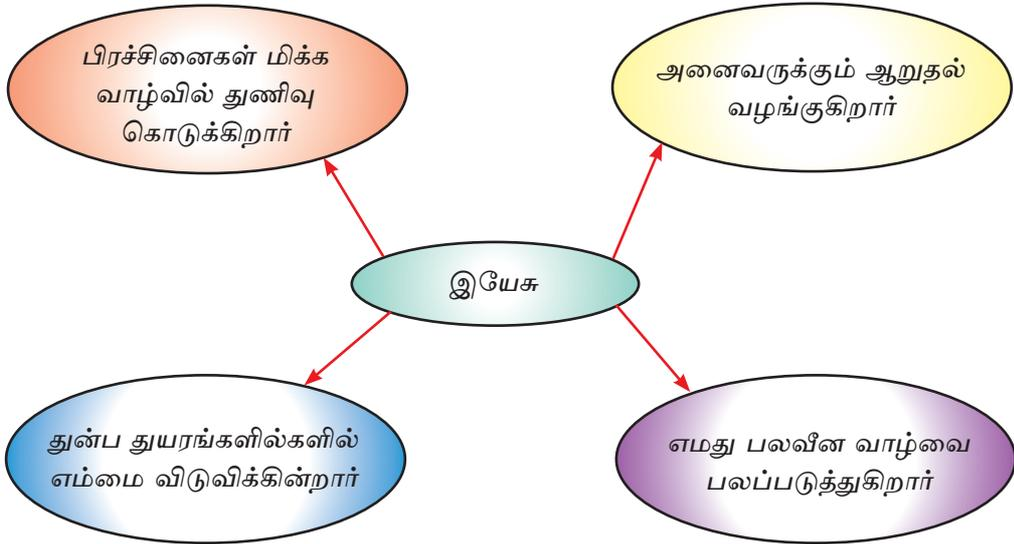 பிரச்சினைகள் மிக்க
வாழ்வில் துணிவு
கொடுக்கிறார்
அனைவருக்கும் ஆறுதல்
வழங்குகிறார்
இயேசு
துன்ப துயரங்களில்களில்
எம்மை விடுவிக்கின்றார்
எமது பலவீன வாழ்வை
பலப்படுத்துகிறார்